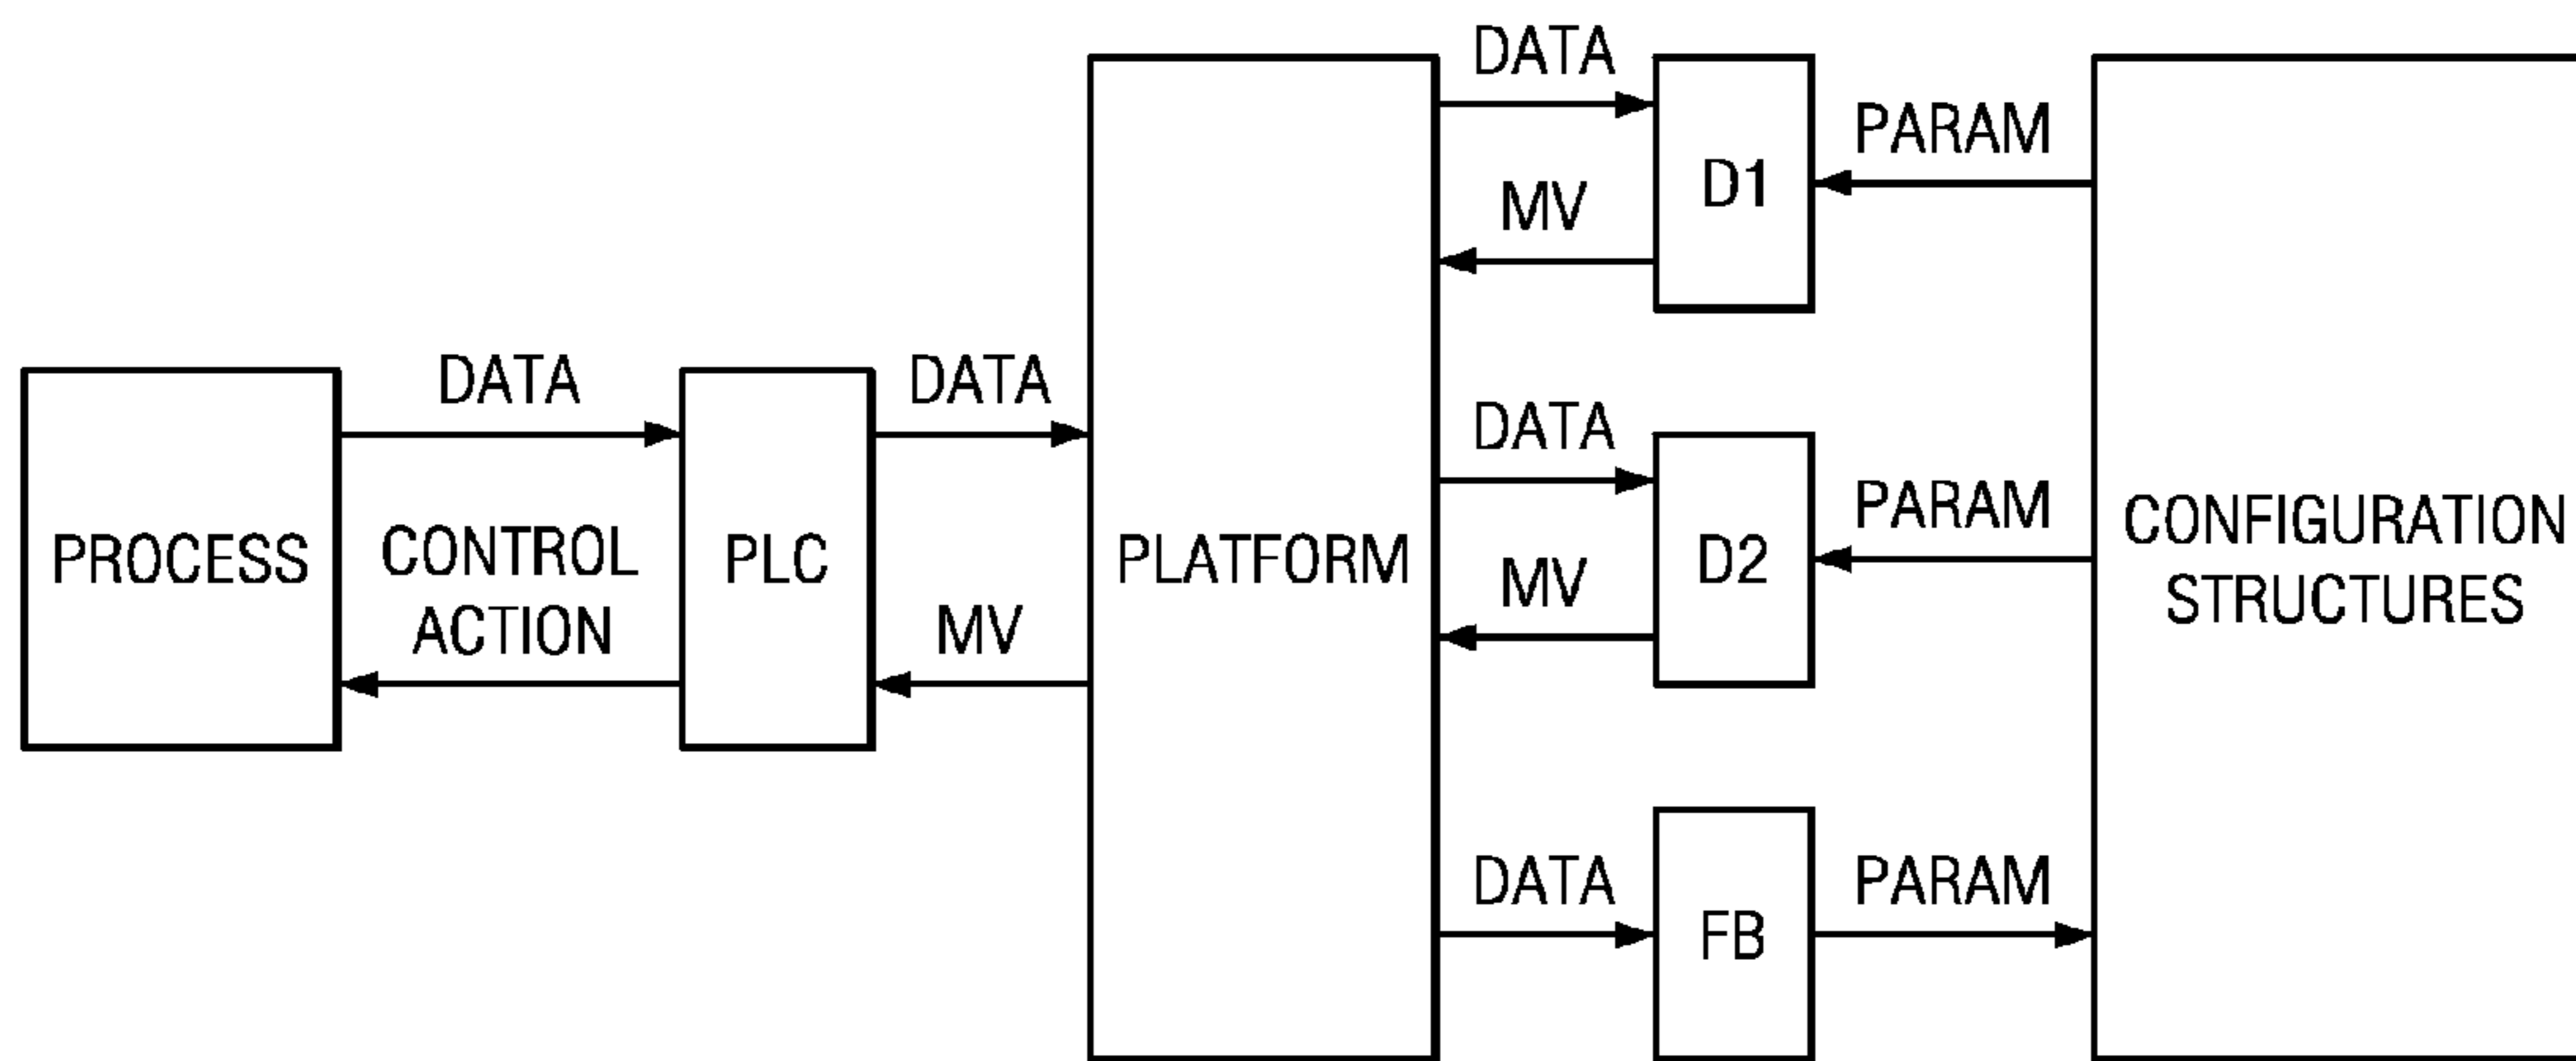 PROCESS
DATA
CONTROL
ACTION
PLC
DATA
MV
PLATFORM
DATA
MV
D1
PARAM
DATA
MV
D2
PARAM
DATA
FB
PARAM
CONFIGURATION
STRUCTURES